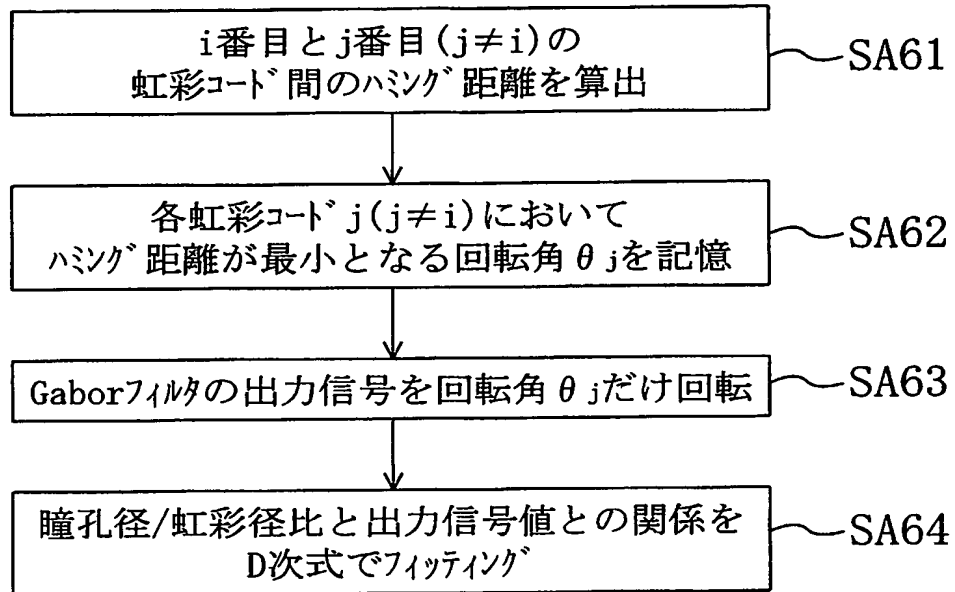 i番目とj番目(j≠i)の
虹彩ｺｰﾄﾞ間のﾊﾐﾝｸﾞ距離を算出
SA61
各虹彩ｺｰﾄﾞj(j≠i)において
ﾊﾐﾝｸﾞ距離が最小となる回転角θjを記憶
SA62
Gaborﾌｨﾙﾀの出力信号を回転角θjだけ回転
SA63
瞳孔径/虹彩径比と出力信号値との関係を
D次式でﾌｨｯﾃｨﾝｸﾞ
SA64